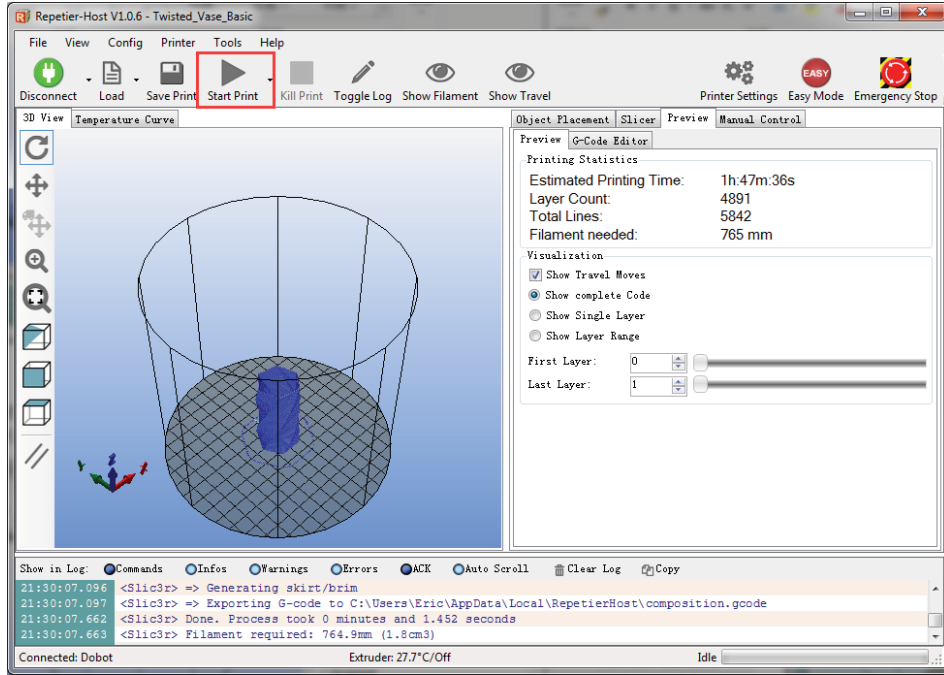 Repetier-Host V1.0.6 - Twisted_Vase_Basic
File View Config Printer Tools Help
Disconnect Load Save Print Start Print Kill Print Toggle Log Show Filament Show Travel Printer Settings EASY Easy Mode Emergency Stop
3D View Temperature Curve
Object Placement Slicer Preview Manual Control
Preview G-Code Editor
Printing Statistics
Estimated Printing Time: 1h:47m:36s
Layer Count: 4891
Total Lines: 5842
Filament needed: 765 mm
Visualization
Show Travel Moves
Show complete Code
Show Single Layer
Show Layer Range
First Layer: 0
Last Layer: 1
Z
Y
X
Show in Log: Commands Infos Warnings Errors ACK Auto Scroll Clear Log Copy
21:30:07.096 <Slic3r> => Generating skirt/brim
21:30:07.097 <Slic3r> => Exporting G-code to C:\Users\Eric\AppData\Local\RepetierHost\composition.gcode
21:30:07.662 <Slic3r> Done. Process took 0 minutes and 1.452 seconds
21:30:07.663 <Slic3r> Filament required: 764.9mm (1.8cm3)
Connected: Dobot Extruder: 27.7°C/Off Idle